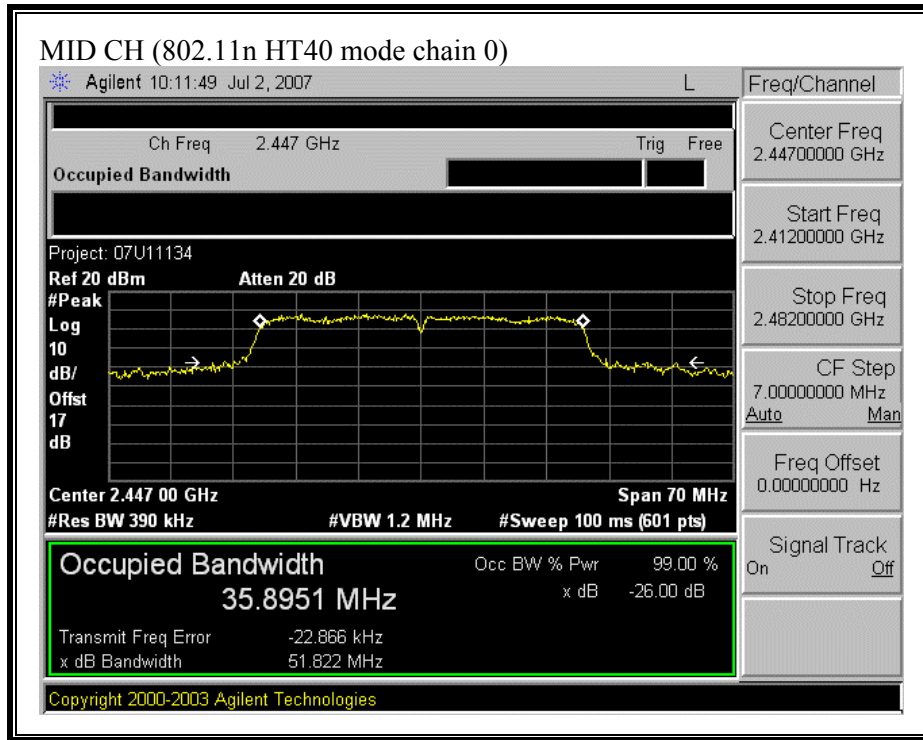 MID CH (802.11n HT40 mode chain 0)
Agilent 10:11:49 Jul 2, 2007 L
Freq/Channel
Ch Freq 2.447 GHz Trig Free
Occupied Bandwidth
Center Freq
2.44700000 GHz
Start Freq
2.41200000 GHz
Stop Freq
2.48200000 GHz
CF Step
7.00000000 MHz
Auto Man
Freq Offset
0.00000000 Hz
Signal Track
On Off
Project: 07U11134
Ref 20 dBm Atten 20 dB
#Peak
Log
10
dB/
Offst
17
dB
Center 2.447 00 GHz Span 70 MHz
#Res BW 390 kHz #VBW 1.2 MHz #Sweep 100 ms (601 pts)
Occupied Bandwidth Occ BW % Pwr 99.00 %
35.8951 MHz x dB -26.00 dB
Transmit Freq Error -22.866 kHz
x dB Bandwidth 51.822 MHz
Copyright 2000-2003 Agilent Technologies